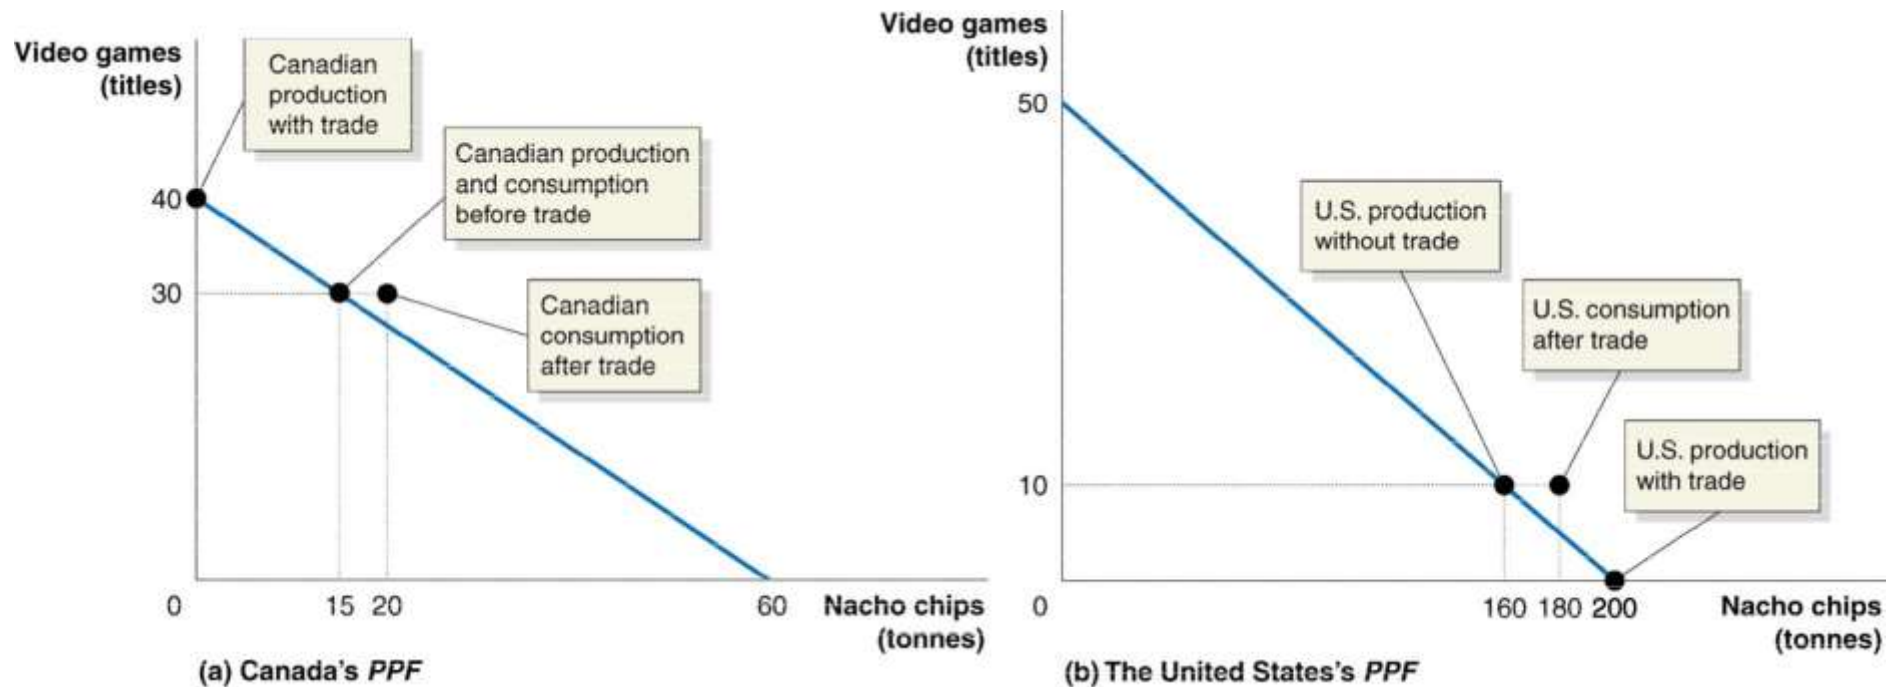 Video games
(titles)
Canadian
production
with trade
Canadian production
and consumption
before trade
40
30
Canadian
consumption
after trade
0
15
20
60
Nacho chips
(tonnes)
(a) Canada's PPF
Video games
(titles)
50
U.S. production
without trade
U.S. consumption
after trade
U.S. production
with trade
10
0
160
180
200
Nacho chips
(tonnes)
(b) The United States's PPF